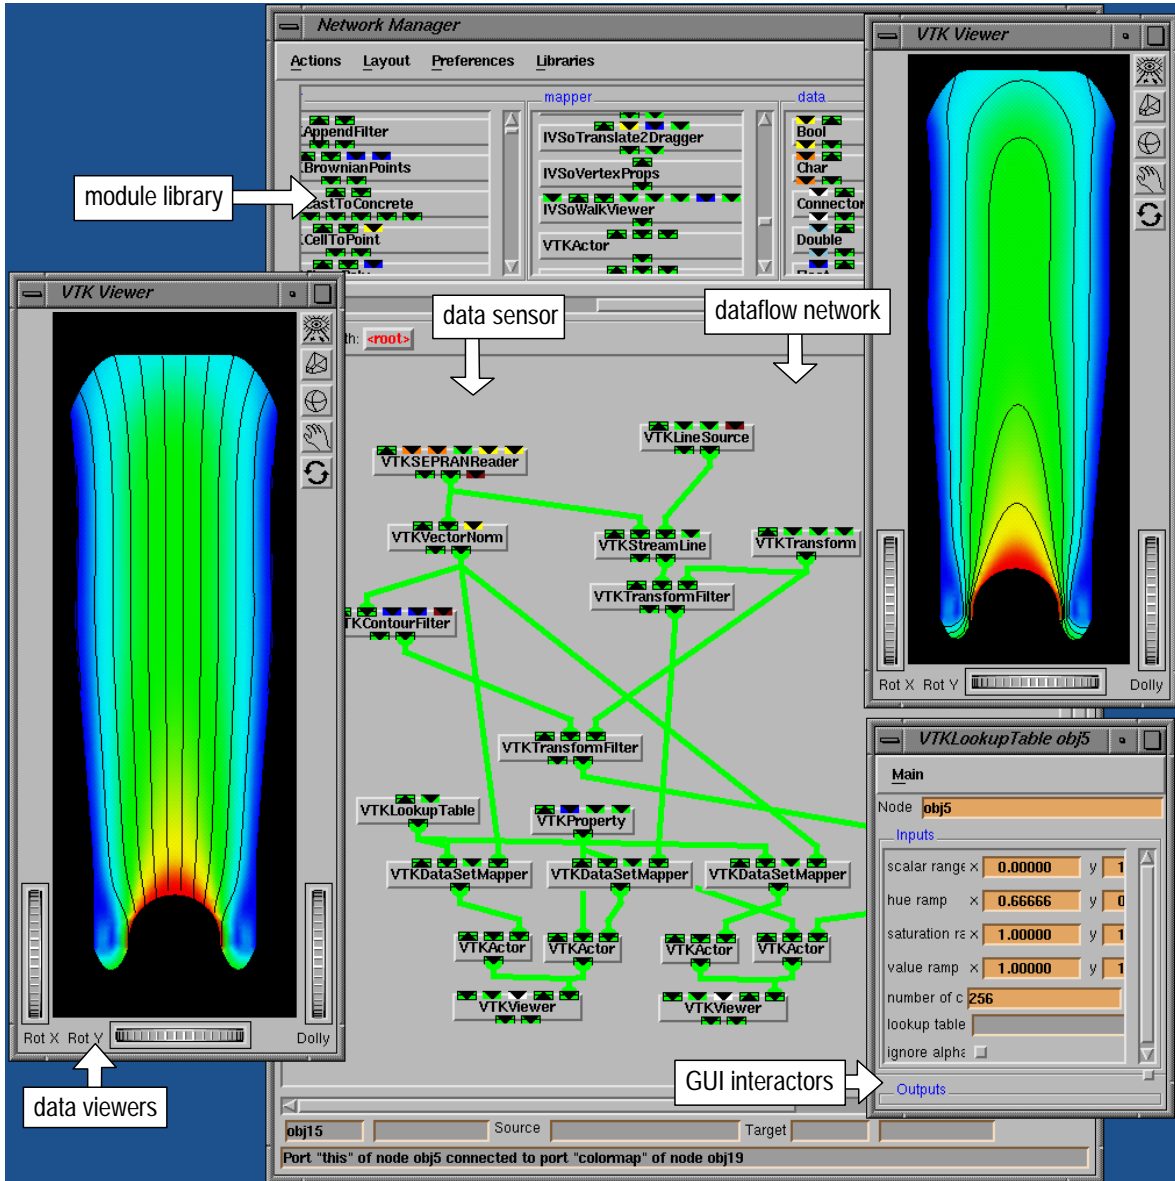 Network Manager
Actions Layout Preferences Libraries
mapper
data
AppendFilter
BrownianPoints
CastToConcrete
CellToPoint
IVSoTranslate2Dragger
IVSoVertexProps
IVSoWalkViewer
VTKActor
Bool
Char
Connector
Double
module library
data sensor
dataflow network
th: <root>
VTK Viewer
Rot X Rot Y Dolly
data viewers
VTK Viewer
Rot X Rot Y Dolly
VTKLineSource
VTKSEPRANReader
VTKVectorNorm
VTKStreamLine
VTKTransform
VTKTransformFilter
TKContourFilter
VTKTransformFilter
VTKLookupTable
VTKProperty
VTKDataSetMapper
VTKDataSetMapper
VTKDataSetMapper
VTKActor
VTKActor
VTKActor
VTKActor
VTKViewer
VTKViewer
VTKLookupTable obj5
Main
Node obj5
Inputs
scalar range x 0.00000 y 1
hue ramp x 0.66666 y 0
saturation ra x 1.00000 y 1
value ramp x 1.00000 y 1
number of c 256
lookup table
ignore alpha
Outputs
GUI interactors
obj15 Source Target
Port "this" of node obj5 connected to port "colormap" of node obj19